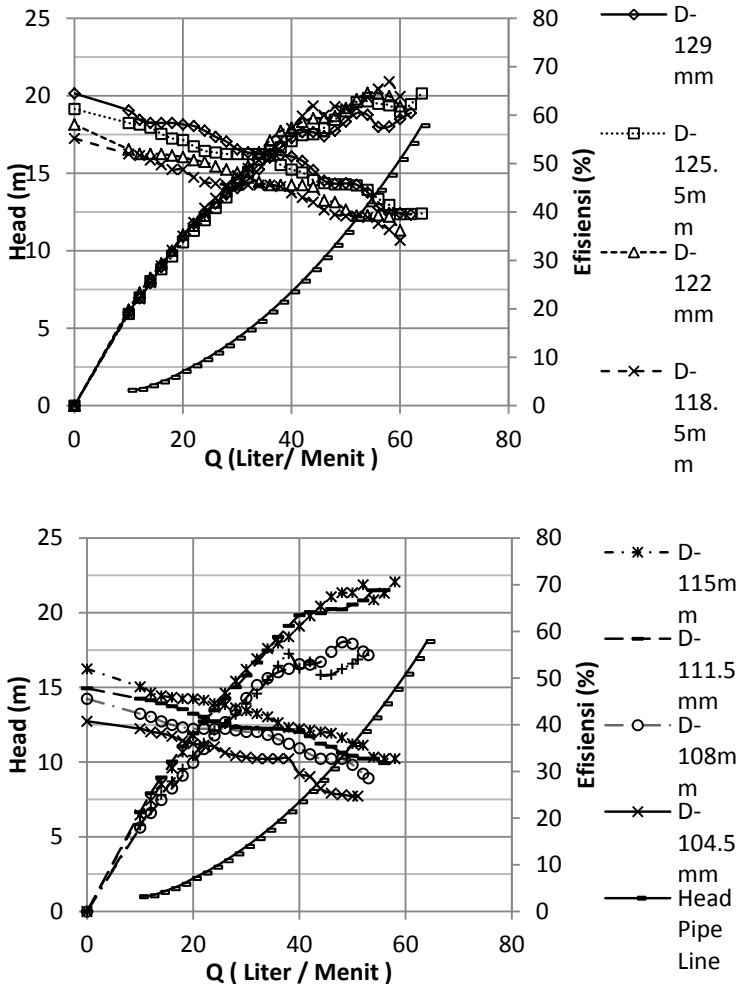 25
20
15
10
5
0
Head (m)
80
70
60
50
40
30
20
10
0
Efisiensi (%)
0 20 40 60 80
Q (Liter/ Menit )
D-
129
mm
D-
125.
5m
m
D-
122
mm
D-
118.
5m
m
25
20
15
10
5
0
Head (m)
80
70
60
50
40
30
20
10
0
Efisiensi (%)
0 20 40 60 80
Q ( Liter / Menit )
D-
115m
m
D-
111.5
mm
D-
108m
m
D-
104.5
mm
Head
Pipe
Line